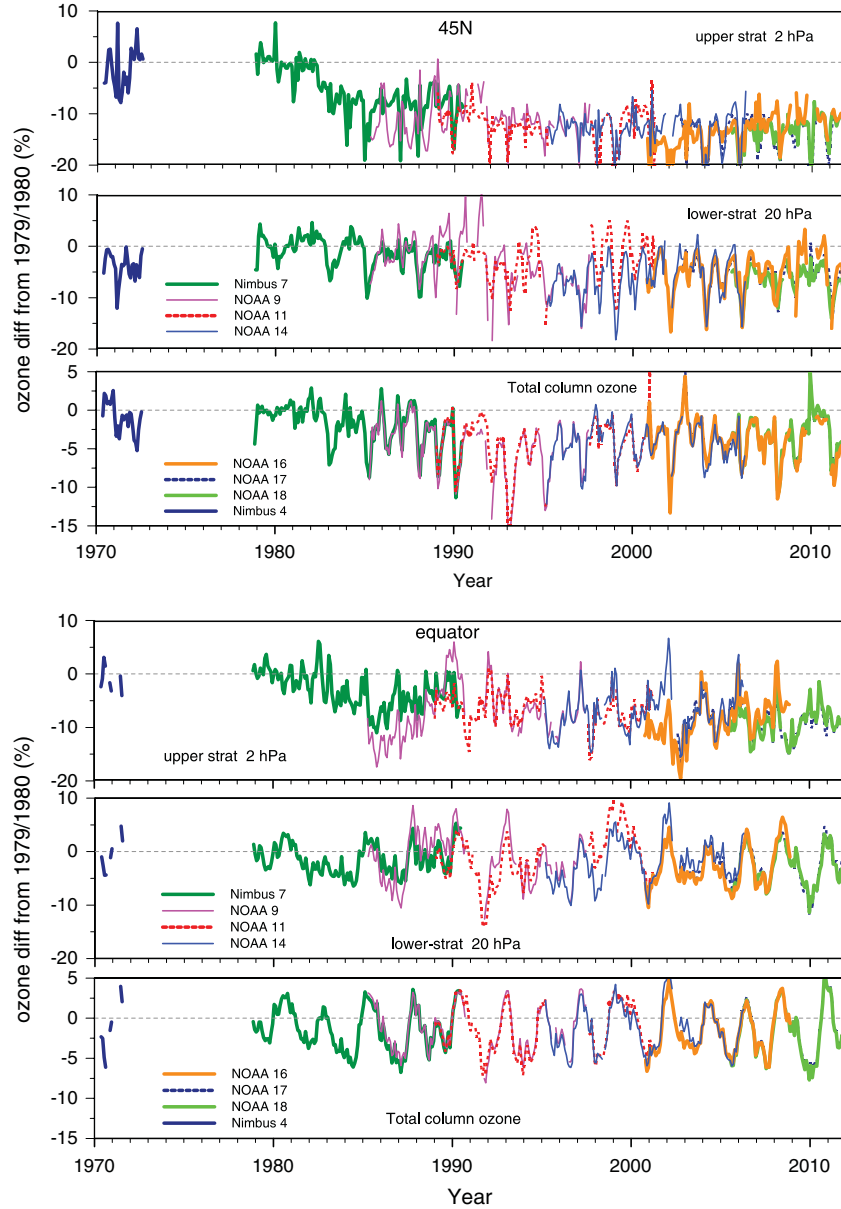 45N
upper strat 2 hPa
10
0
-10
-20
10
0
-10
-20
lower-strat 20 hPa
Nimbus 7
NOAA 9
NOAA 11
NOAA 14
5
0
-5
-10
-15
Total column ozone
NOAA 16
NOAA 17
NOAA 18
Nimbus 4
ozone diff from 1979/1980 (%)
1970
1980
1990
2000
2010
Year
equator
upper strat 2 hPa
10
0
-10
-20
10
0
-10
-20
Nimbus 7
NOAA 9
NOAA 11
NOAA 14
lower-strat 20 hPa
5
0
-5
-10
-15
NOAA 16
NOAA 17
NOAA 18
Nimbus 4
Total column ozone
ozone diff from 1979/1980 (%)
1970
1980
1990
2000
2010
Year